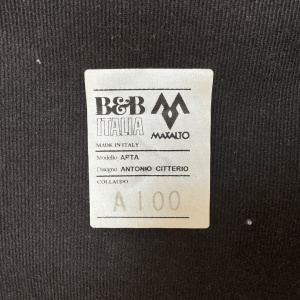 B&B
ITALIA
MAXALTO
MADE IN ITALY
Modello APTA
Disegno ANTONIO CITTERIO
COLLAUDO
A100